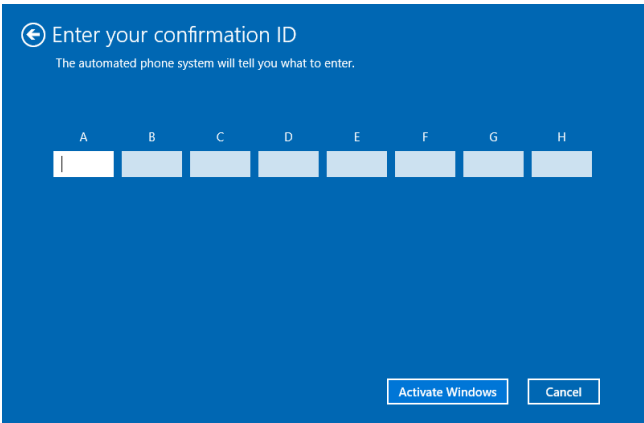 Enter your confirmation ID
The automated phone system will tell you what to enter.
A B C D E F G H
Activate Windows Cancel